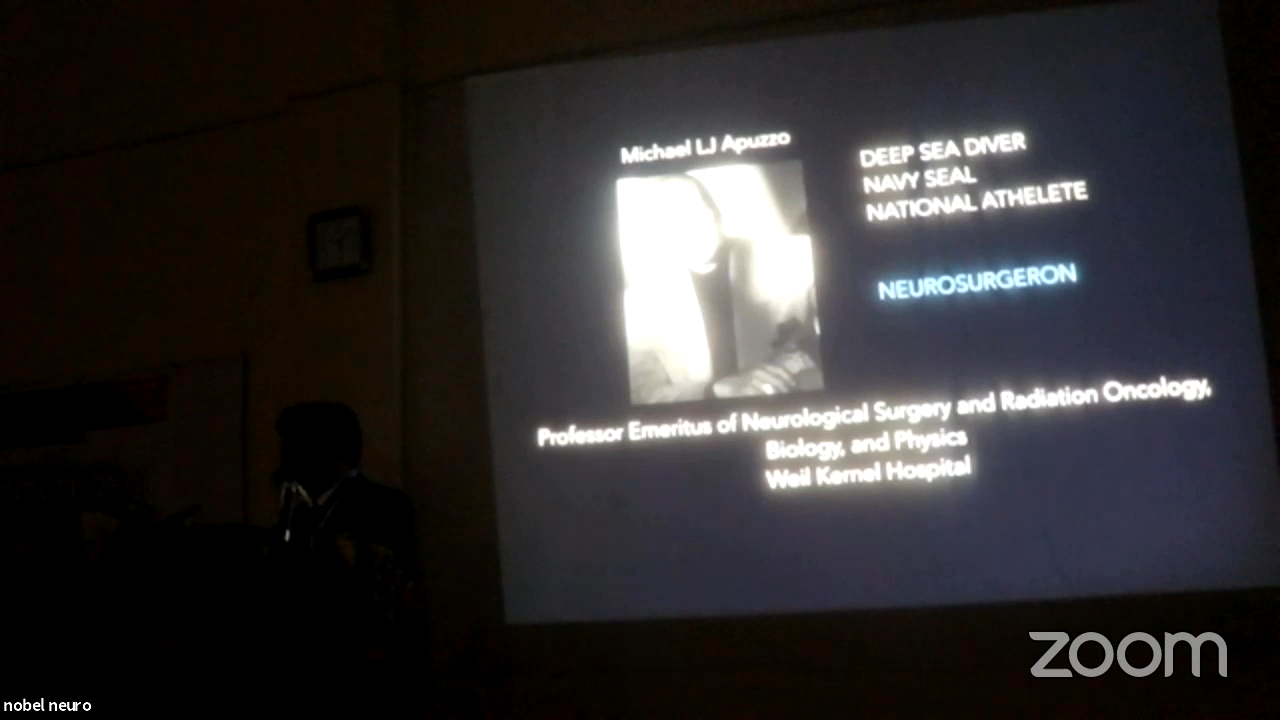 Michael LJ Apuzzo
DEEP SEA DIVER
NAVY SEAL
NATIONAL ATHELETE
NEUROSURGERON
Professor Emeritus of Neurological Surgery and Radiation Oncology,
Biology, and Physics
Weil Kernel Hospital
zoom
nobel neuro